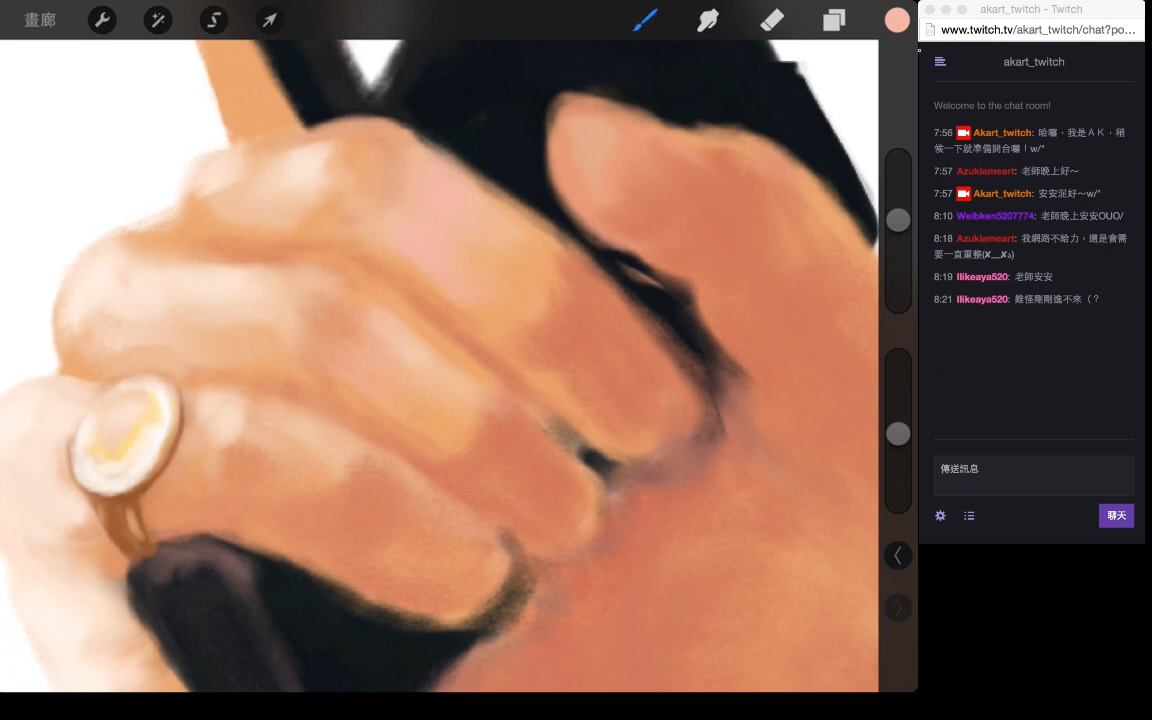 畫廊
akart_twitch - Twitch
www.twitch.tv/akart_twitch/chat?po…
akart_twitch
Welcome to the chat room!
7:56 Akart_twitch: 哈囉，我是ＡＫ，稍
候一下就準備開台囉！w/"
7:57 Azukiameart: 老師晚上好～
7:57 Akart_twitch: 安安泥好～w/"
8:10 Weibken5207774: 老師晚上安安OUO/
8:18 Azukiameart: 我網路不給力，還是會需
要一直重整(✘﹏✘ა)
8:19 Ilikeaya520: 老師安安
8:21 Ilikeaya520: 難怪剛剛進不來（？
傳送訊息
聊天